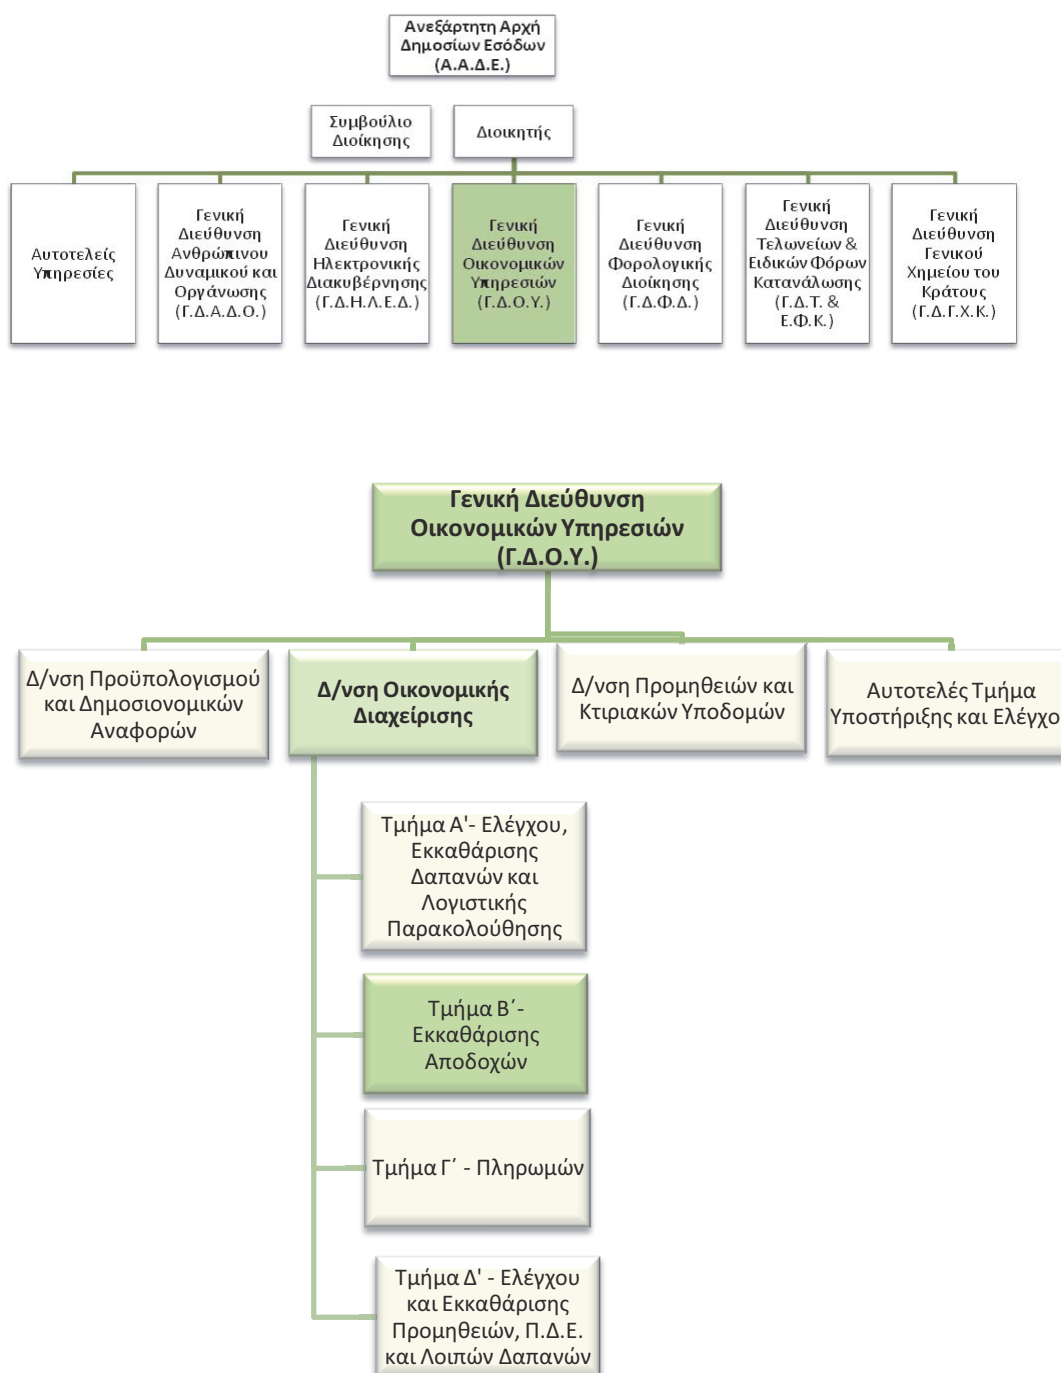 Ανεξάρτητη Αρχή
Δημοσίων Εσόδων
(Α.Α.Δ.Ε.)
Συμβούλιο
Διοίκησης
Διοικητής
Αυτοτελείς
Υπηρεσίες
Γενική
Διεύθυνση
Ανθρώπινου
Δυναμικού και
Οργάνωσης
(Γ.Δ.Α.Δ.Ο.)
Γενική
Διεύθυνση
Ηλεκτρονικής
Διακυβέρνησης
(Γ.Δ.Η.Λ.Ε.Δ.)
Γενική
Διεύθυνση
Οικονομικών
Υπηρεσιών
(Γ.Δ.Ο.Υ.)
Γενική
Διεύθυνση
Φορολογικής
Διοίκησης
(Γ.Δ.Φ.Δ.)
Γενική
Διεύθυνση
Τελωνείων &
Ειδικών Φόρων
Κατανάλωσης
(Γ.Δ.Τ. &
Ε.Φ.Κ.)
Γενική
Διεύθυνση
Γενικού
Χημείου του
Κράτους
(Γ.Δ.Γ.Χ.Κ.)
Γενική Διεύθυνση
Οικονομικών Υπηρεσιών
(Γ.Δ.Ο.Υ.)
Δ/νση Προϋπολογισμού
και Δημοσιονομικών
Αναφορών
Δ/νση Οικονομικής
Διαχείρισης
Δ/νση Προμηθειών και
Κτιριακών Υποδομών
Αυτοτελές Τμήμα
Υποστήριξης και Ελέγχο
Τμήμα Α'- Ελέγχου,
Εκκαθάρισης
Δαπανών και
Λογιστικής
Παρακολούθησης
Τμήμα Β΄-
Εκκαθάρισης
Αποδοχών
Τμήμα Γ΄ - Πληρωμών
Τμήμα Δ' - Ελέγχου
και Εκκαθάρισης
Προμηθειών, Π.Δ.Ε.
και Λοιπών Δαπανών